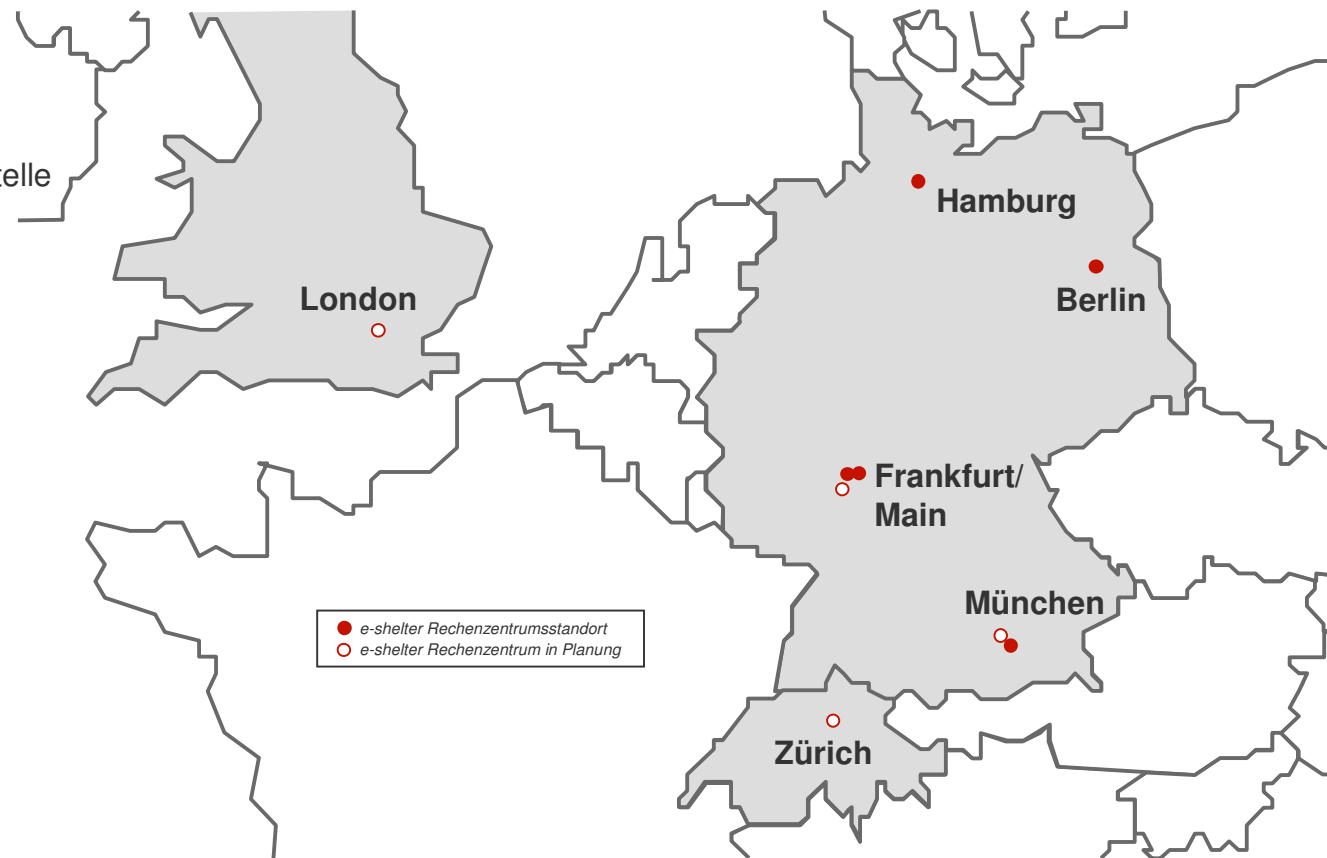 telle
Hamburg
Berlin
London
Frankfurt/
Main
e-shelter Rechenzentrumsstandort
e-shelter Rechenzentrum in Planung
München
Zürich